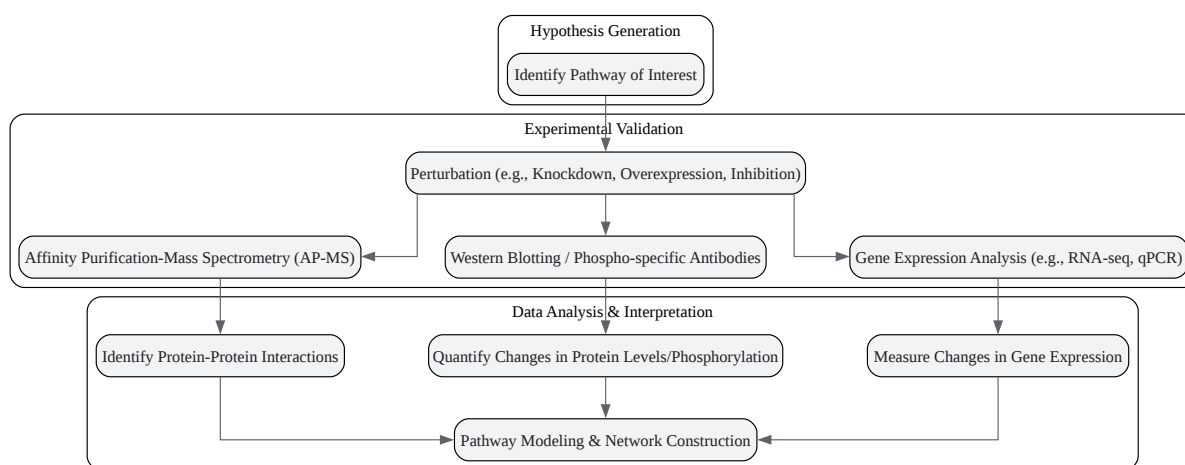 Hypothesis Generation
Identify Pathway of Interest
Experimental Validation
Perturbation (e.g., Knockdown, Overexpression, Inhibition)
Affinity Purification-Mass Spectrometry (AP-MS)
Western Blotting / Phospho-specific Antibodies
Gene Expression Analysis (e.g., RNA-seq, qPCR)
Data Analysis & Interpretation
Identify Protein-Protein Interactions
Quantify Changes in Protein Levels/Phosphorylation
Measure Changes in Gene Expression
Pathway Modeling & Network Construction